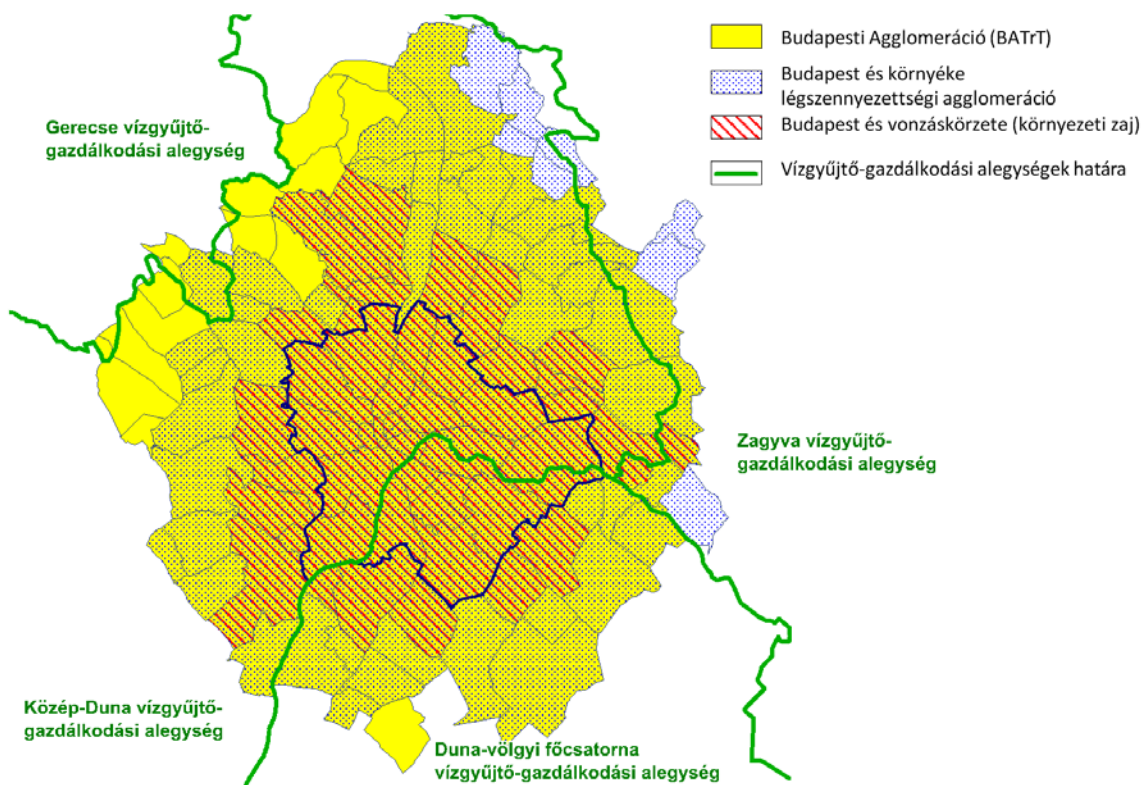 Budapesti Agglomeráció (BATrT)
Budapest és környéke
légszennyezettségi agglomeráció
Budapest és vonzáskörzete (környezeti zaj)
Vízgyűjtő-gazdálkodási alegységek határa
Gerecse vízgyűjtő-
gazdálkodási alegység
Zagyva vízgyűjtő-
gazdálkodási alegység
Közép-Duna vízgyűjtő-
gazdálkodási alegység
Duna-völgyi főcsatorna
vízgyűjtő-gazdálkodási alegység